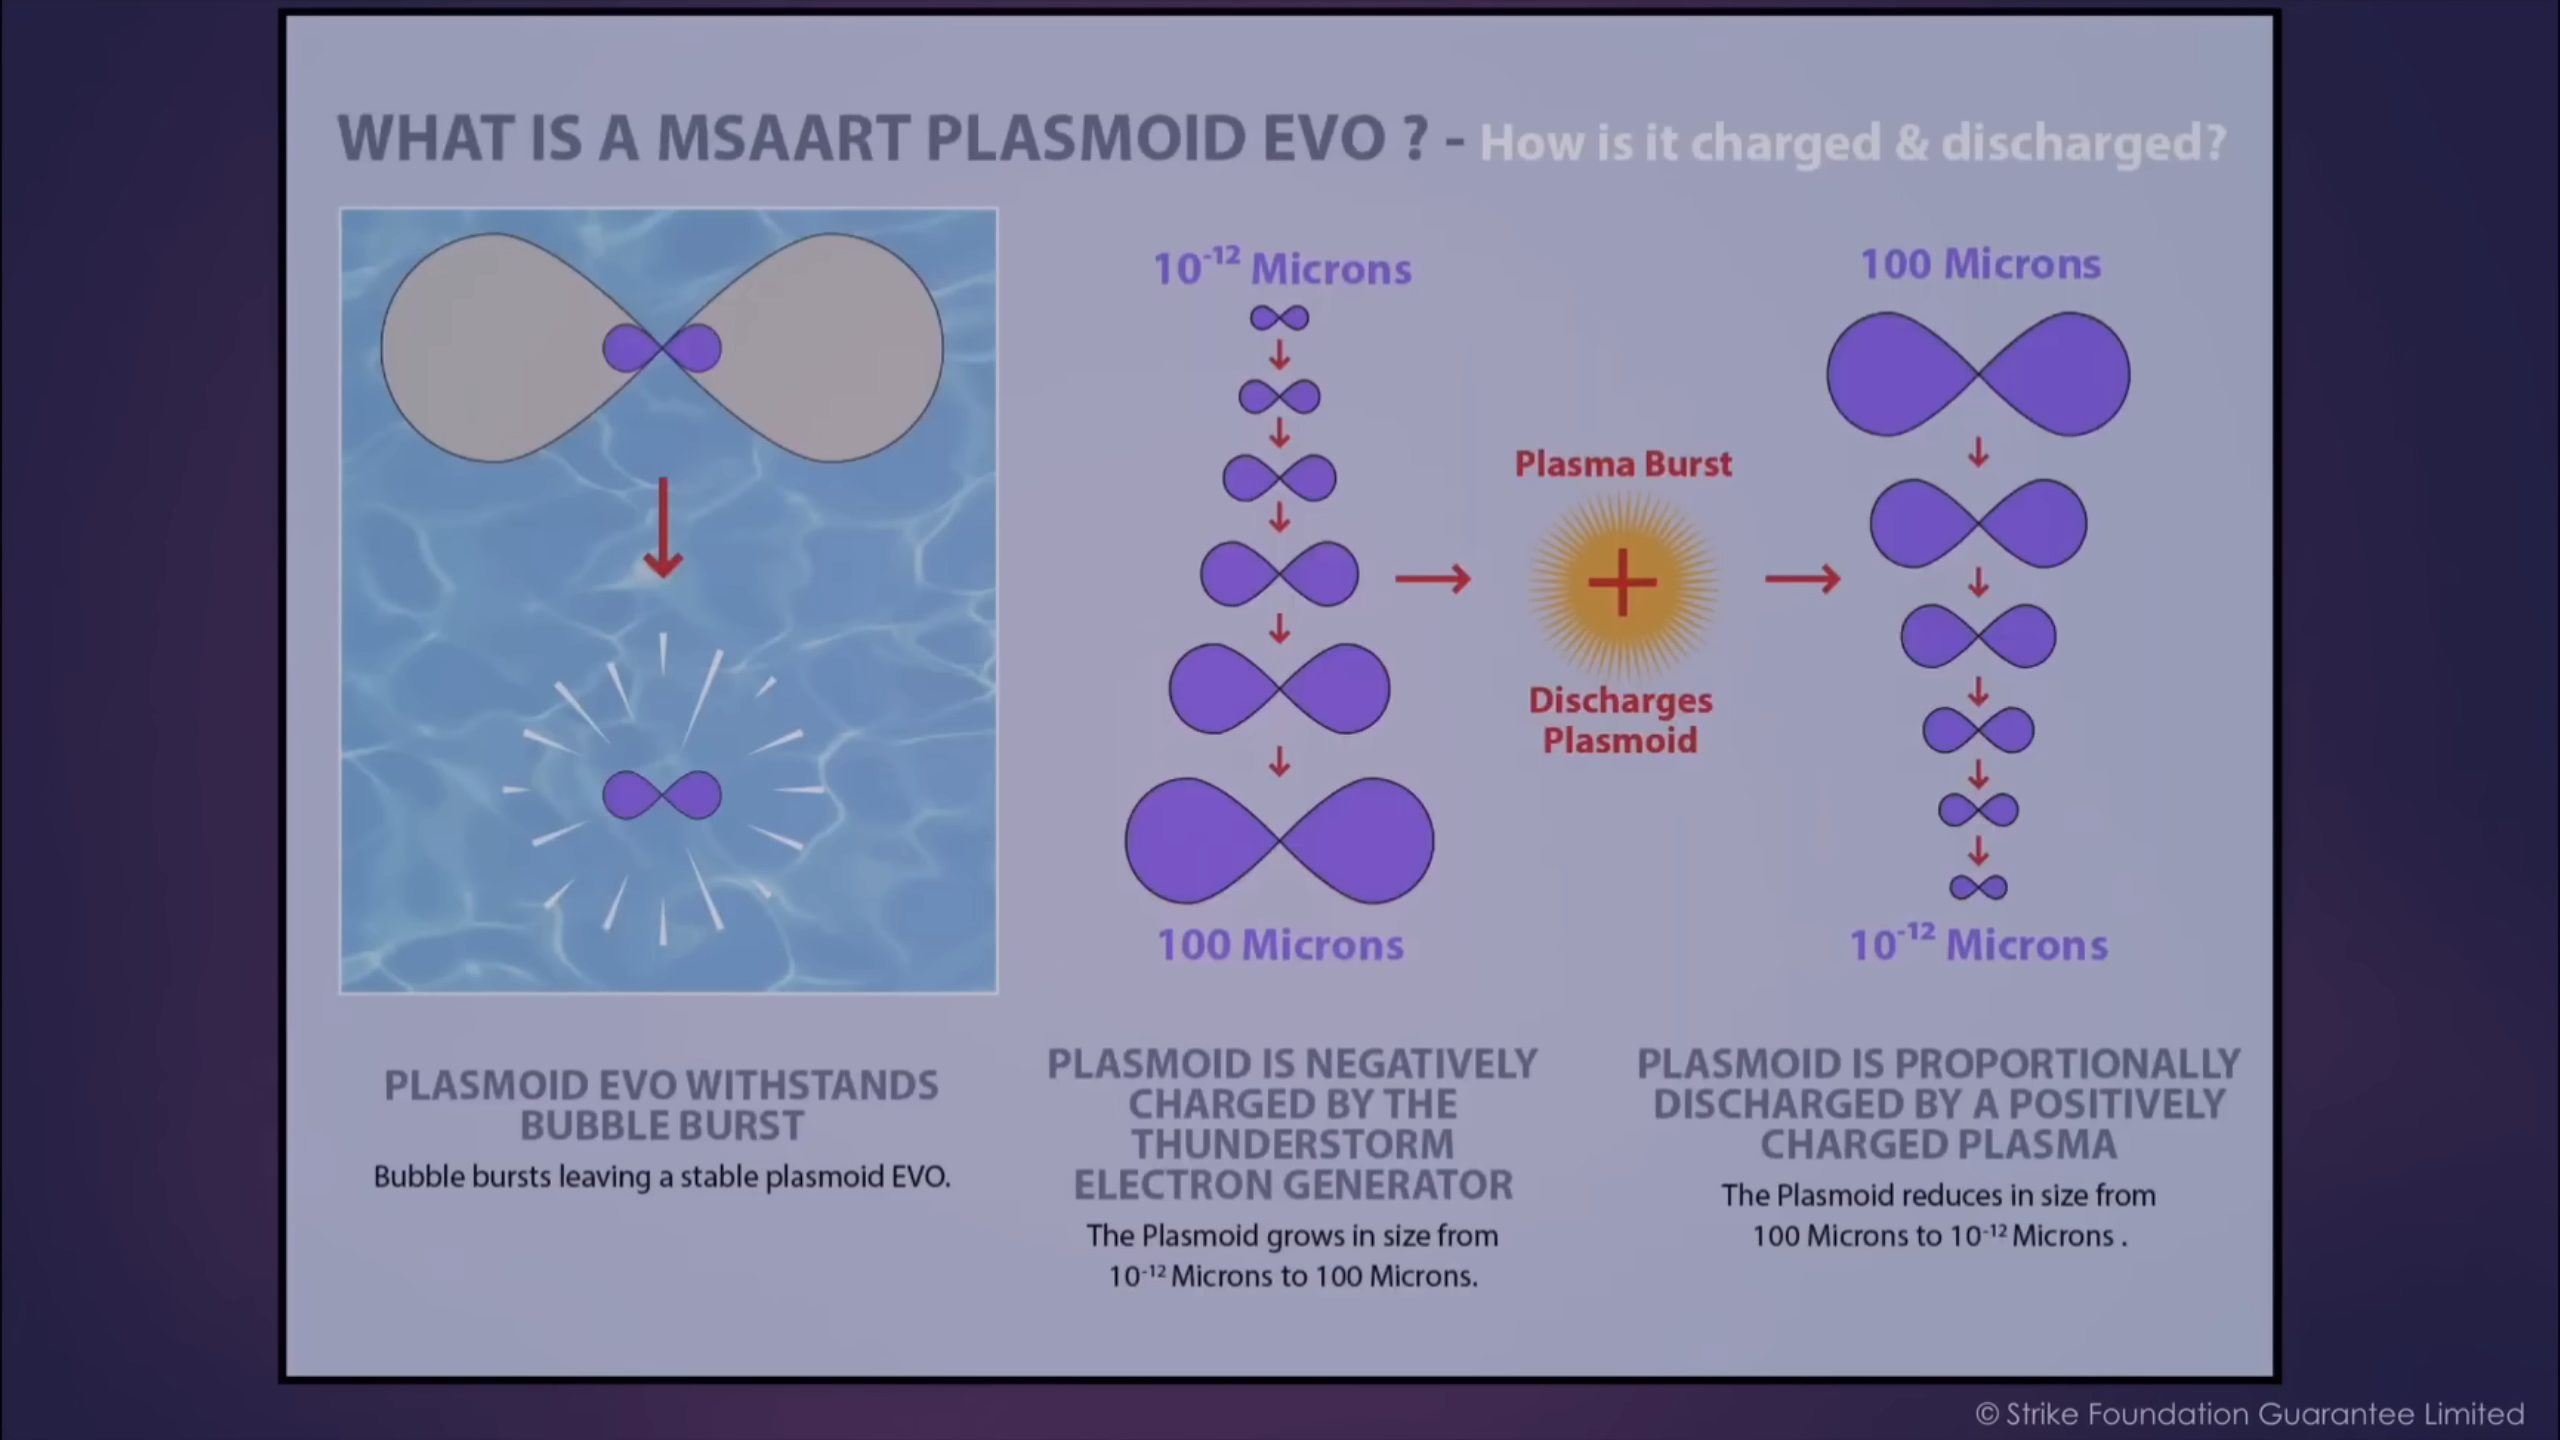 WHAT IS A MSAART PLASMOID EVO ? - How is it charged & discharged?
10⁻¹² Microns
100 Microns
Plasma Burst
+
Discharges
Plasmoid
100 Microns
10⁻¹² Microns
PLASMOID EVO WITHSTANDS
BUBBLE BURST
Bubble bursts leaving a stable plasmoid EVO.
PLASMOID IS NEGATIVELY
CHARGED BY THE
THUNDERSTORM
ELECTRON GENERATOR
The Plasmoid grows in size from
10⁻¹² Microns to 100 Microns.
PLASMOID IS PROPORTIONALLY
DISCHARGED BY A POSITIVELY
CHARGED PLASMA
The Plasmoid reduces in size from
100 Microns to 10⁻¹² Microns .
© Strike Foundation Guarantee Limited